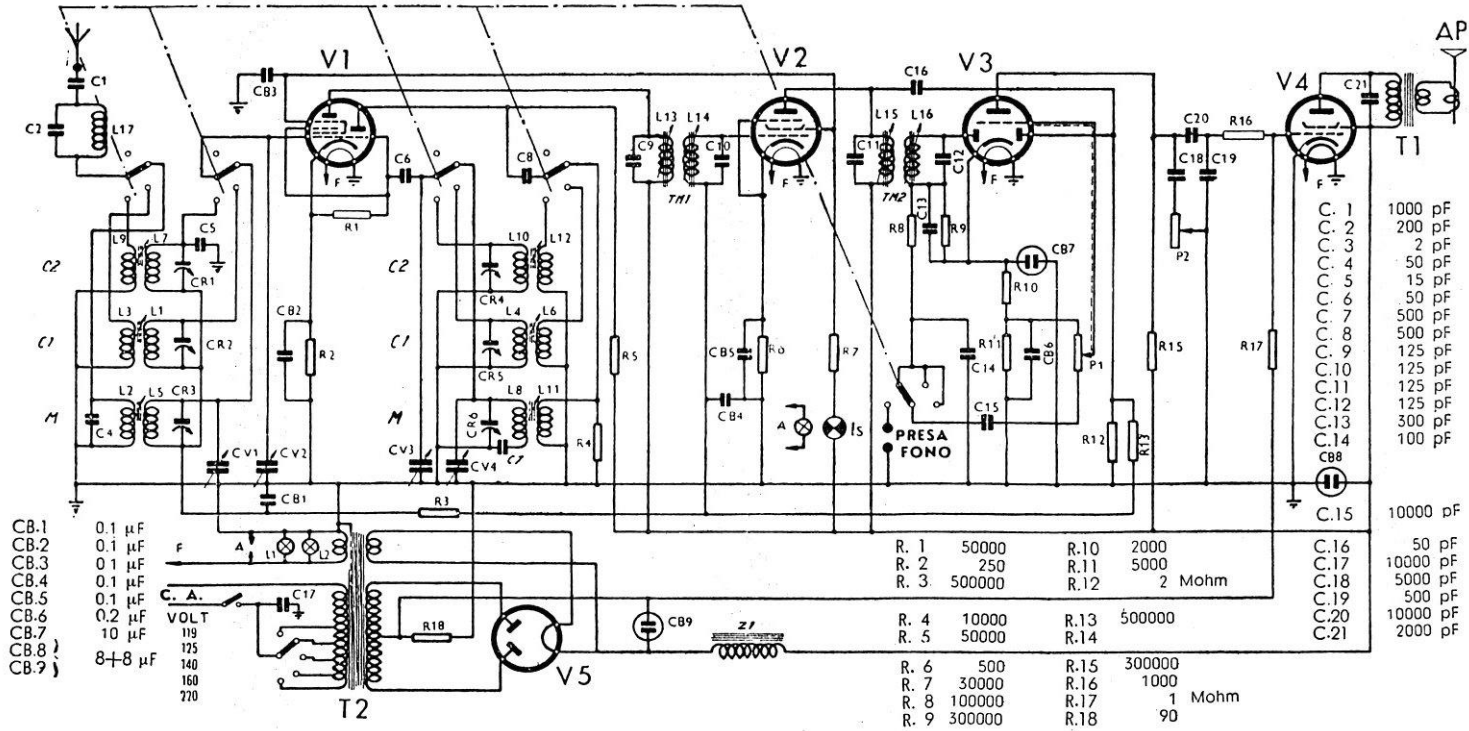 AP
V1
V2
V3
V4
C1
C2
L17
CB3
C6
C8
C9
L13
L14
C10
TM1
C16
L15
L16
C11
C12
TM2
C20
R16
C18
C19
P2
C21
T1
F
F
F
F
R1
L9
L7
C5
C2
CR1
L3
L1
C1
CR2
L2
L5
CR3
M
C4
CV1
CV2
CB2
R2
CB1
R3
L10
L12
C2
CR4
L4
L6
C1
CR5
L8
L11
M
CR6
C7
CV3
CV4
R4
R5
CB5
R6
CB4
R7
A
Is
PRESA
FONO
R8
C13
R9
CB7
R10
R11
C14
CB6
P1
C15
R12
R13
R15
R17
CB8
C. 1 1000 pF
C. 2 200 pF
C. 3 2 pF
C. 4 50 pF
C. 5 15 pF
C. 6 50 pF
C. 7 500 pF
C. 8 500 pF
C. 9 125 pF
C.10 125 pF
C.11 125 pF
C.12 125 pF
C.13 300 pF
C.14 100 pF
C.15 10000 pF
C.16 50 pF
C.17 10000 pF
C.18 5000 pF
C.19 500 pF
C.20 10000 pF
C.21 2000 pF
CB.1 0.1 µF
CB.2 0.1 µF
CB.3 0.1 µF
CB.4 0.1 µF
CB.5 0.1 µF
CB.6 0.2 µF
CB.7 10 µF
CB.8 )
CB.9 ) 8+8 µF
F
A
L1
L2
C. A.
VOLT
119
125
140
160
220
C17
T2
R18
V5
CB9
Z1
R. 1 50000 R.10 2000
R. 2 250 R.11 5000
R. 3 500000 R.12 2 Mohm
R. 4 10000 R.13 500000
R. 5 50000 R.14
R. 6 500 R.15 300000
R. 7 30000 R.16 1000
R. 8 100000 R.17 1 Mohm
R. 9 300000 R.18 90